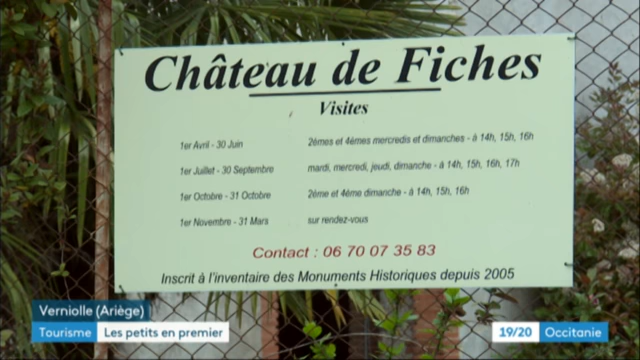 Château de Fiches
Visites
1er Avril - 30 Juin 2èmes et 4èmes mercredis et dimanches - à 14h, 15h, 16h
1er Juillet - 30 Septembre mardi, mercredi, jeudi, dimanche - à 14h, 15h, 16h, 17h
1er Octobre - 31 Octobre 2ème et 4ème dimanche - à 14h, 15h, 16h
1er Novembre - 31 Mars sur rendez-vous
Contact : 06 70 07 35 83
Inscrit à l'inventaire des Monuments Historiques depuis 2005
Verniolle (Ariège)
Tourisme Les petits en premier 19/20 Occitanie